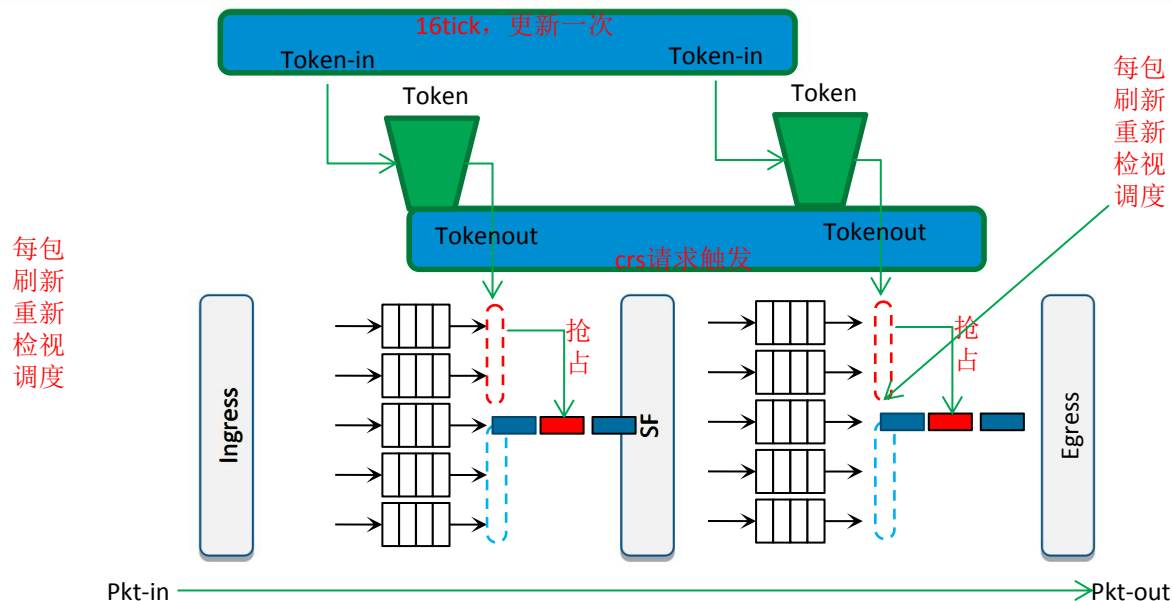 16tick，更新一次
Token-in
Token-in
Token
Token
每包
刷新
重新
检视
调度
Tokenout
Tokenout
crs请求触发
每包
刷新
重新
检视
调度
抢
占
抢
占
Ingress
SF
Egress
Pkt-in
Pkt-out